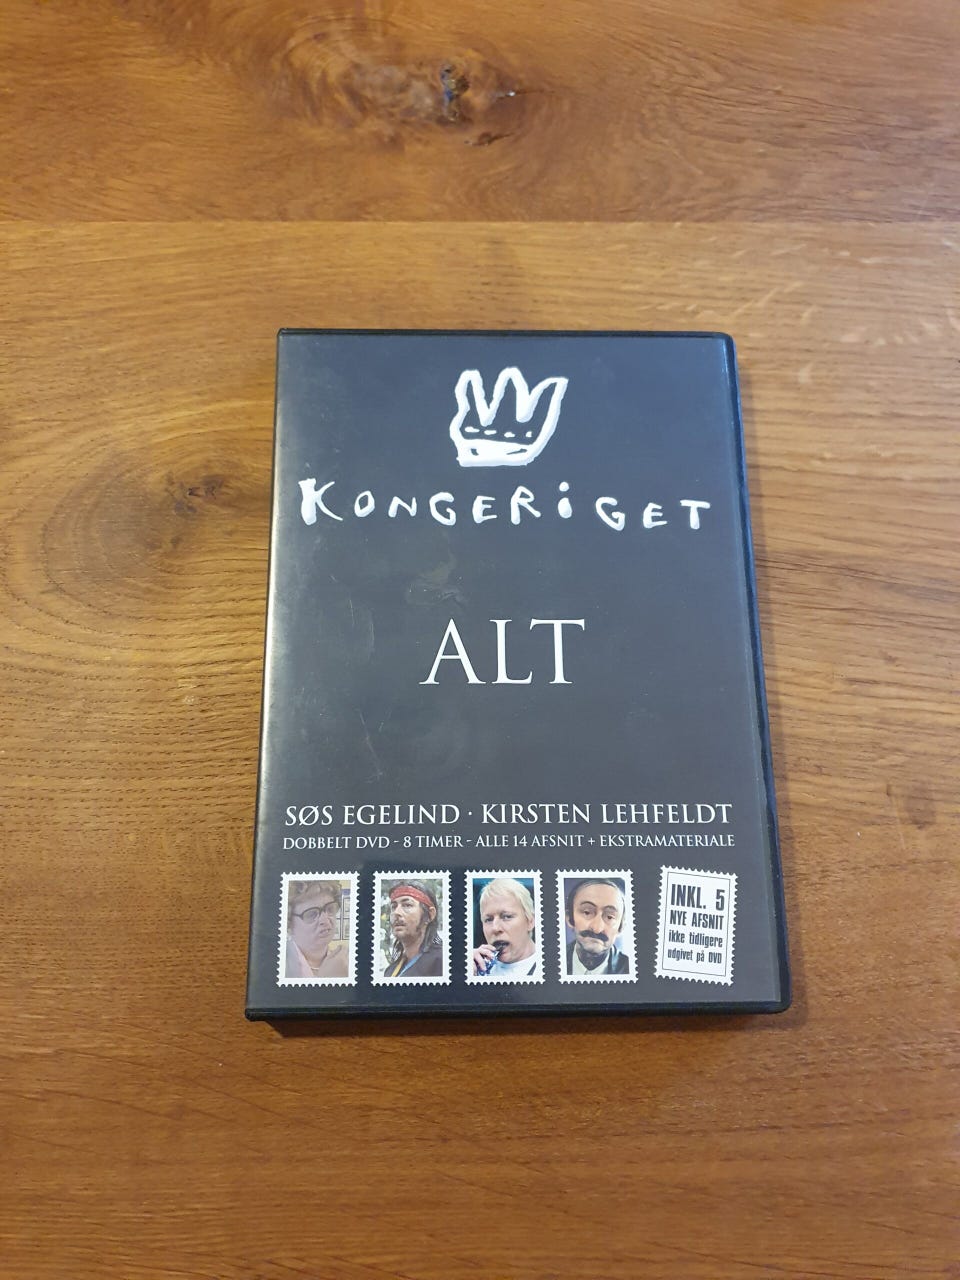 KONGERiGET
ALT
SØS EGELIND · KIRSTEN LEHFELDT
DOBBELT DVD - 8 TIMER - ALLE 14 AFSNIT + EKSTRAMATERIALE
INKL. 5
NYE AFSNIT
ikke tidligere
udgivet på DVD